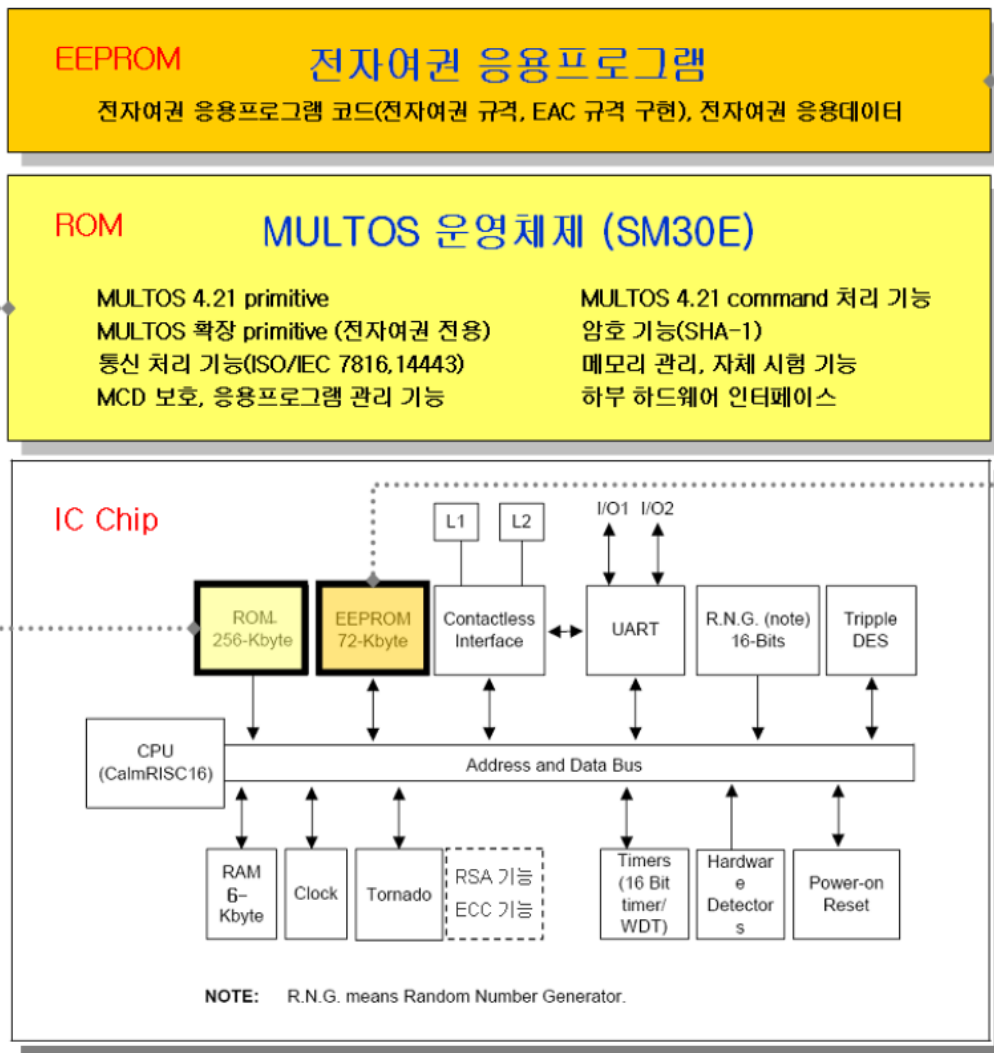 EEPROM 전자여권 응용프로그램
전자여권 응용프로그램 코드(전자여권 규격, EAC 규격 구현), 전자여권 응용데이터
ROM MULTOS 운영체제 (SM30E)
MULTOS 4.21 primitive
MULTOS 확장 primitive (전자여권 전용)
통신 처리 기능(ISO/IEC 7816,14443)
MCD 보호, 응용프로그램 관리 기능
MULTOS 4.21 command 처리 기능
암호 기능(SHA-1)
메모리 관리, 자체 시험 기능
하부 하드웨어 인터페이스
IC Chip
L1
L2
I/O1 I/O2
ROM-
256-Kbyte
EEPROM
72-Kbyte
Contactless
Interface
UART
R.N.G. (note)
16-Bits
Tripple
DES
CPU
(CalmRISC16)
Address and Data Bus
RAM
6-
Kbyte
Clock
Tornado
RSA 기능
ECC 기능
Timers
(16 Bit
timer/
WDT)
Hardwar
e
Detector
s
Power-on
Reset
NOTE: R.N.G. means Random Number Generator.